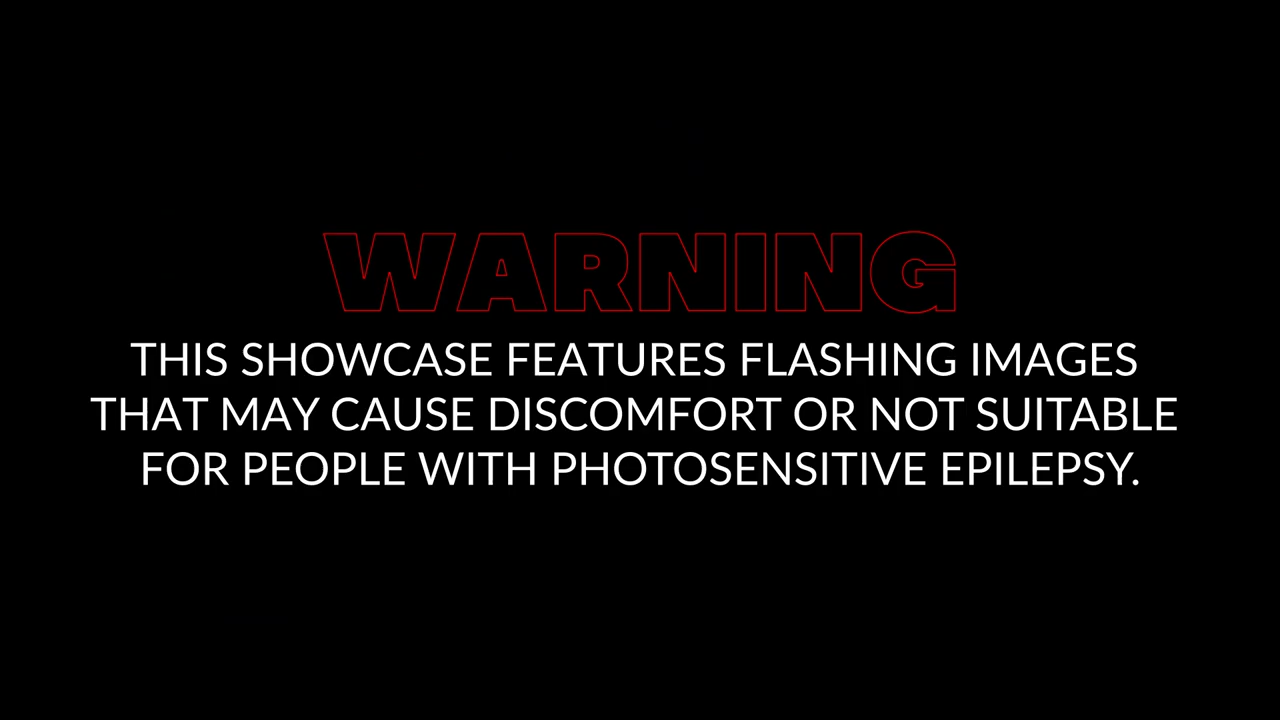 WARNING
THIS SHOWCASE FEATURES FLASHING IMAGES
THAT MAY CAUSE DISCOMFORT OR NOT SUITABLE
FOR PEOPLE WITH PHOTOSENSITIVE EPILEPSY.